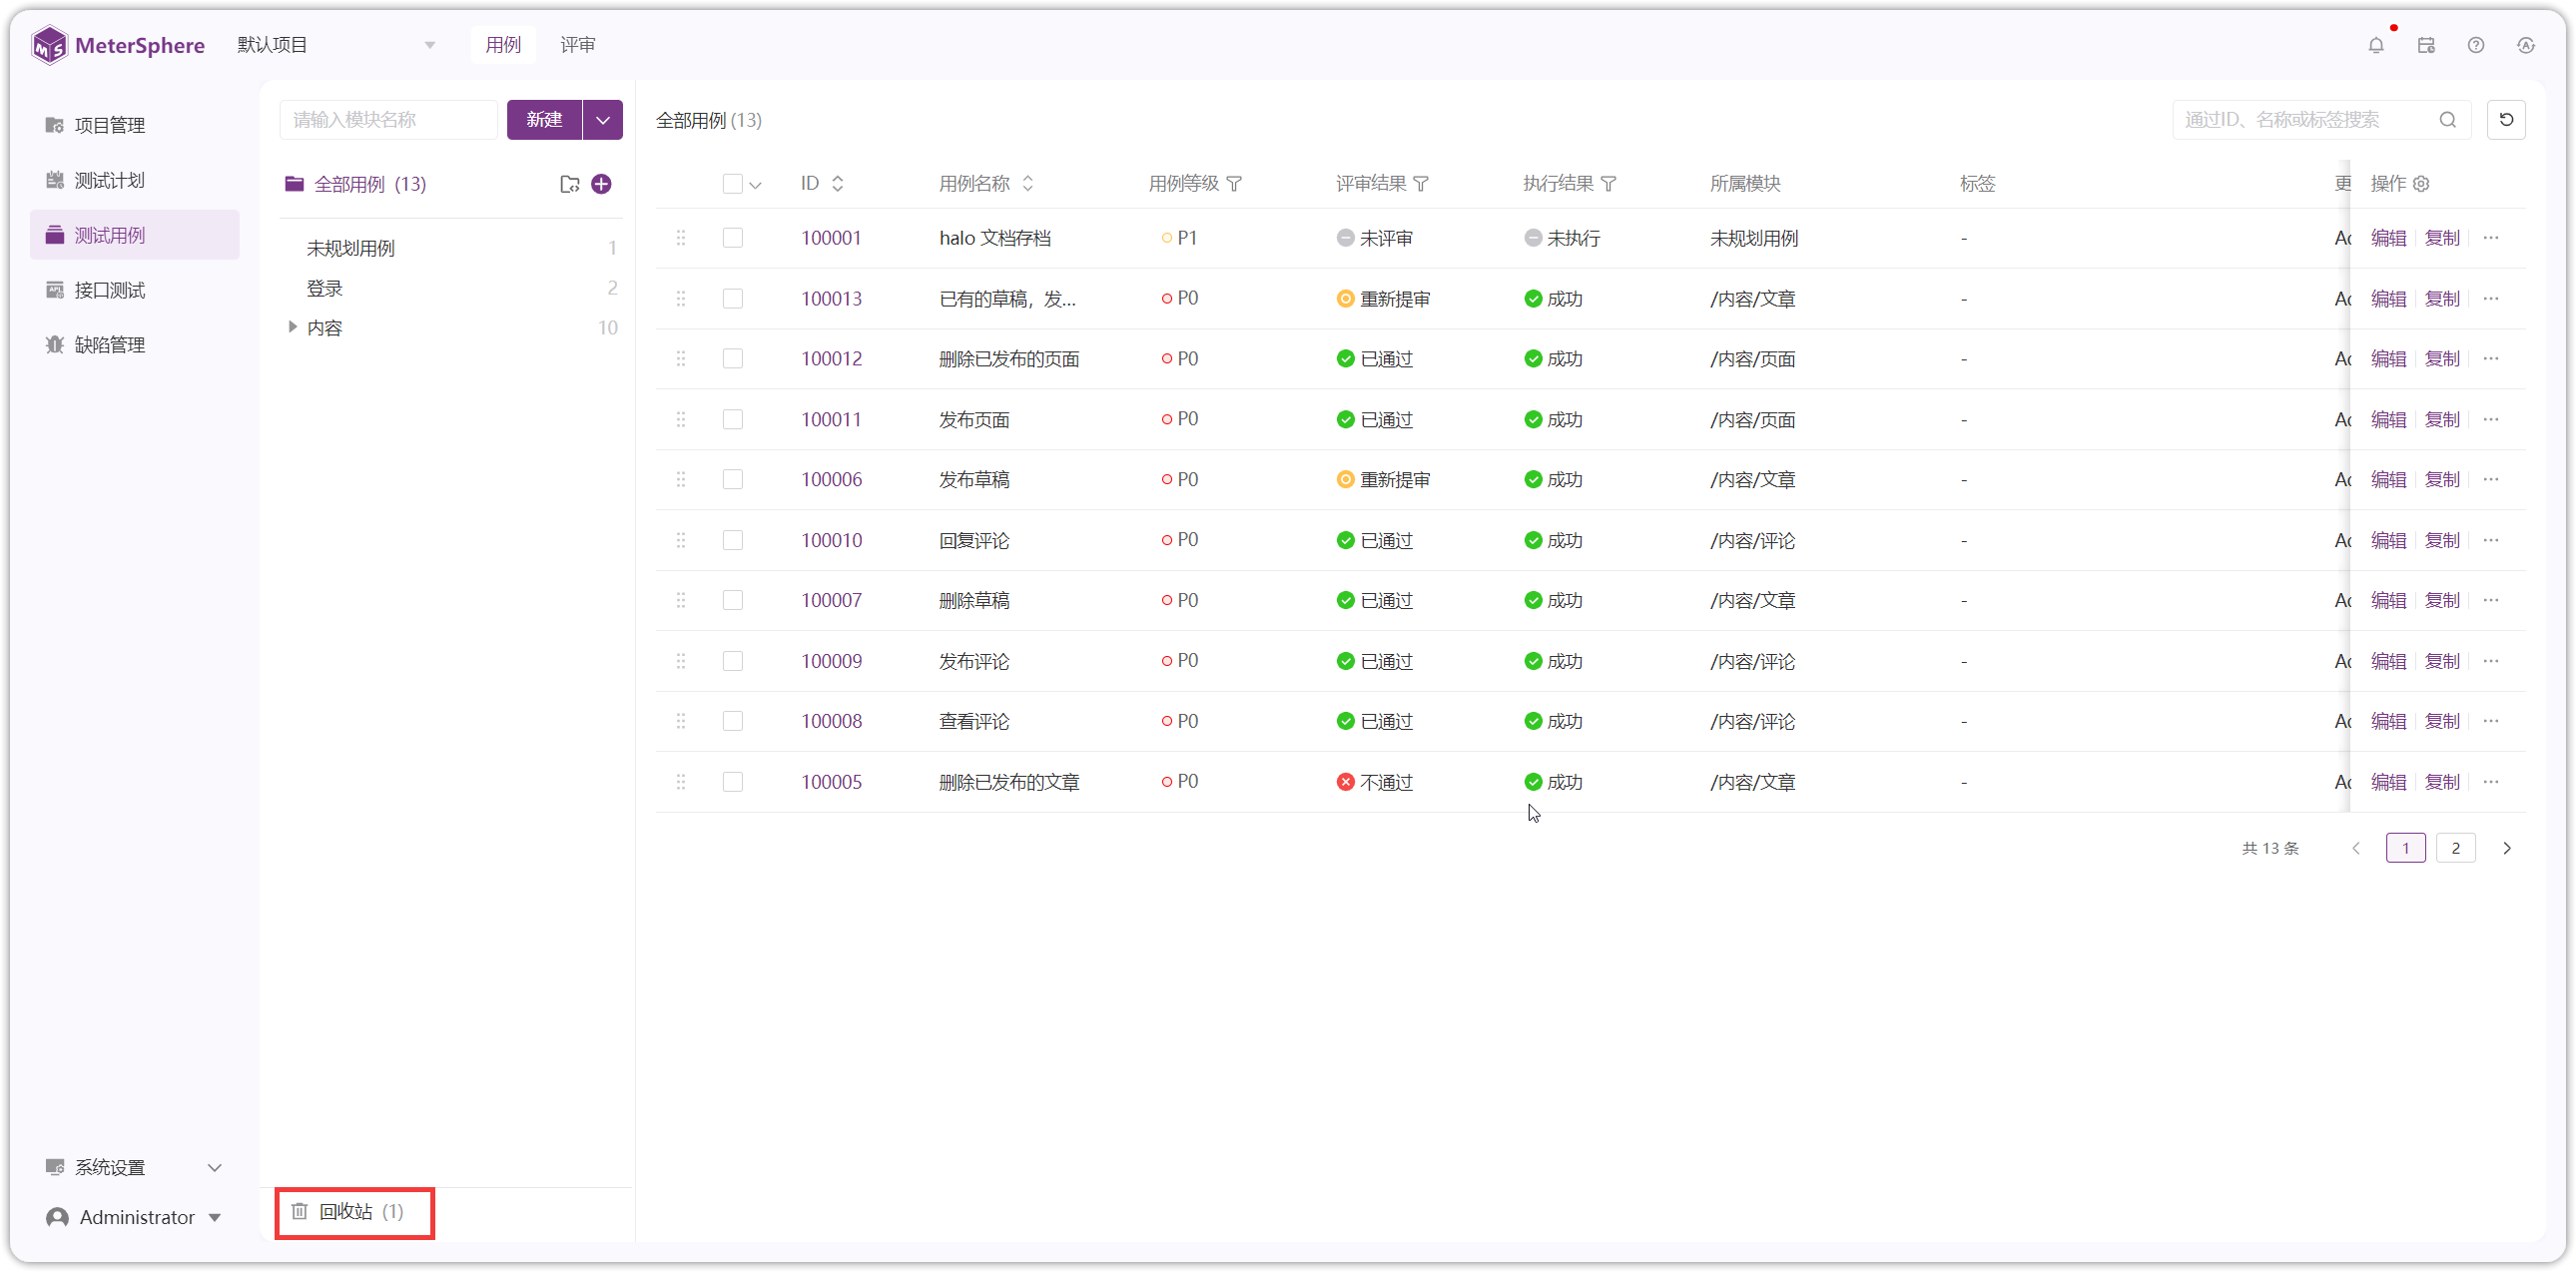 MeterSphere 默认项目 用例 评审
项目管理
测试计划
测试用例
接口测试
缺陷管理
系统设置
Administrator
请输入模块名称 新建
全部用例 (13)
未规划用例 1
登录 2
内容 10
回收站 (1)
全部用例 (13) 通过ID、名称或标签搜索
ID 用例名称 用例等级 评审结果 执行结果 所属模块 标签 更 操作
100001 halo 文档存档 P1 未评审 未执行 未规划用例 - Ad 编辑 复制 ···
100013 已有的草稿，发... P0 重新提审 成功 /内容/文章 - Ad 编辑 复制 ···
100012 删除已发布的页面 P0 已通过 成功 /内容/页面 - Ad 编辑 复制 ···
100011 发布页面 P0 已通过 成功 /内容/页面 - Ad 编辑 复制 ···
100006 发布草稿 P0 重新提审 成功 /内容/文章 - Ad 编辑 复制 ···
100010 回复评论 P0 已通过 成功 /内容/评论 - Ad 编辑 复制 ···
100007 删除草稿 P0 已通过 成功 /内容/文章 - Ad 编辑 复制 ···
100009 发布评论 P0 已通过 成功 /内容/评论 - Ad 编辑 复制 ···
100008 查看评论 P0 已通过 成功 /内容/评论 - Ad 编辑 复制 ···
100005 删除已发布的文章 P0 不通过 成功 /内容/文章 - Ad 编辑 复制 ···
共 13 条 1 2